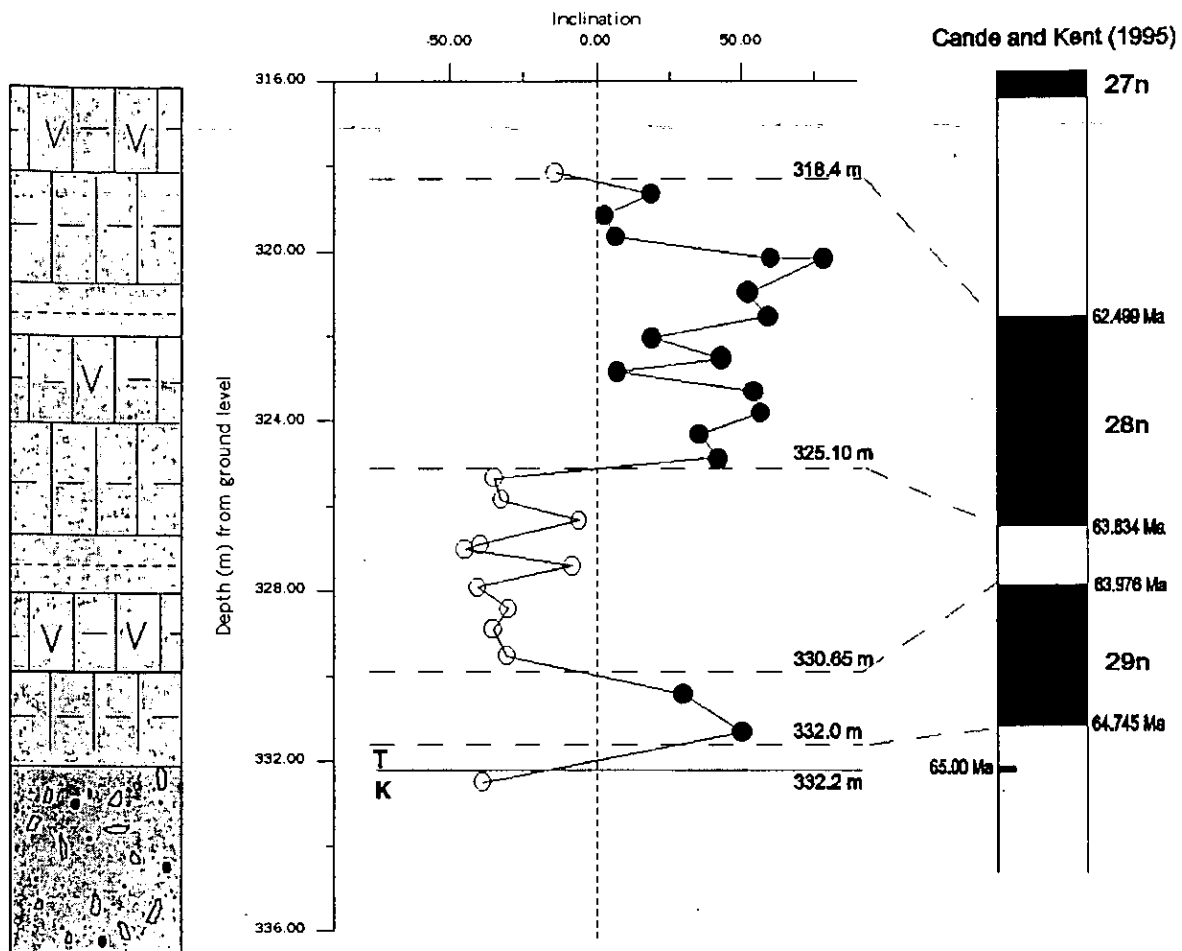 Inclination
-50.00 0.00 50.00
Cande and Kent (1995)
316.00
27n
V V
318.4 m
320.00
62.499 Ma
V
Depth (m) from ground level
324.00
28n
325.10 m
63.834 Ma
328.00
63.976 Ma
V V
330.65 m
29n
332.0 m
64.745 Ma
332.00
T
65.00 Ma
K
332.2 m
336.00